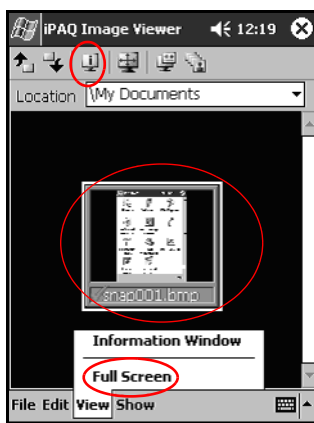 iPAQ Image Viewer 12:19
Location \My Documents
/snap001.bmp
Information Window
Full Screen
File Edit View Show